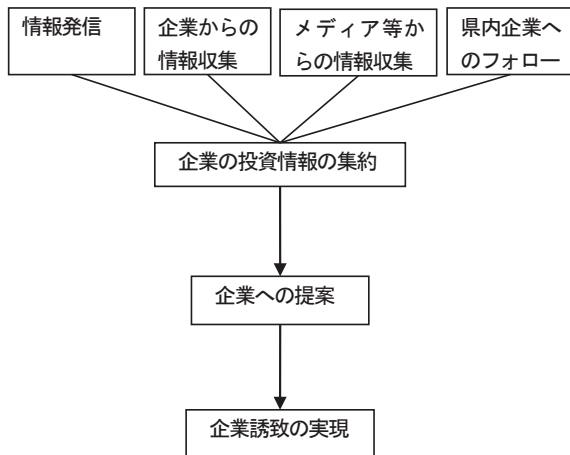 情報発信
企業からの
情報収集
メディア等か
らの情報収集
県内企業へ
のフォロー
企業の投資情報の集約
企業への提案
企業誘致の実現